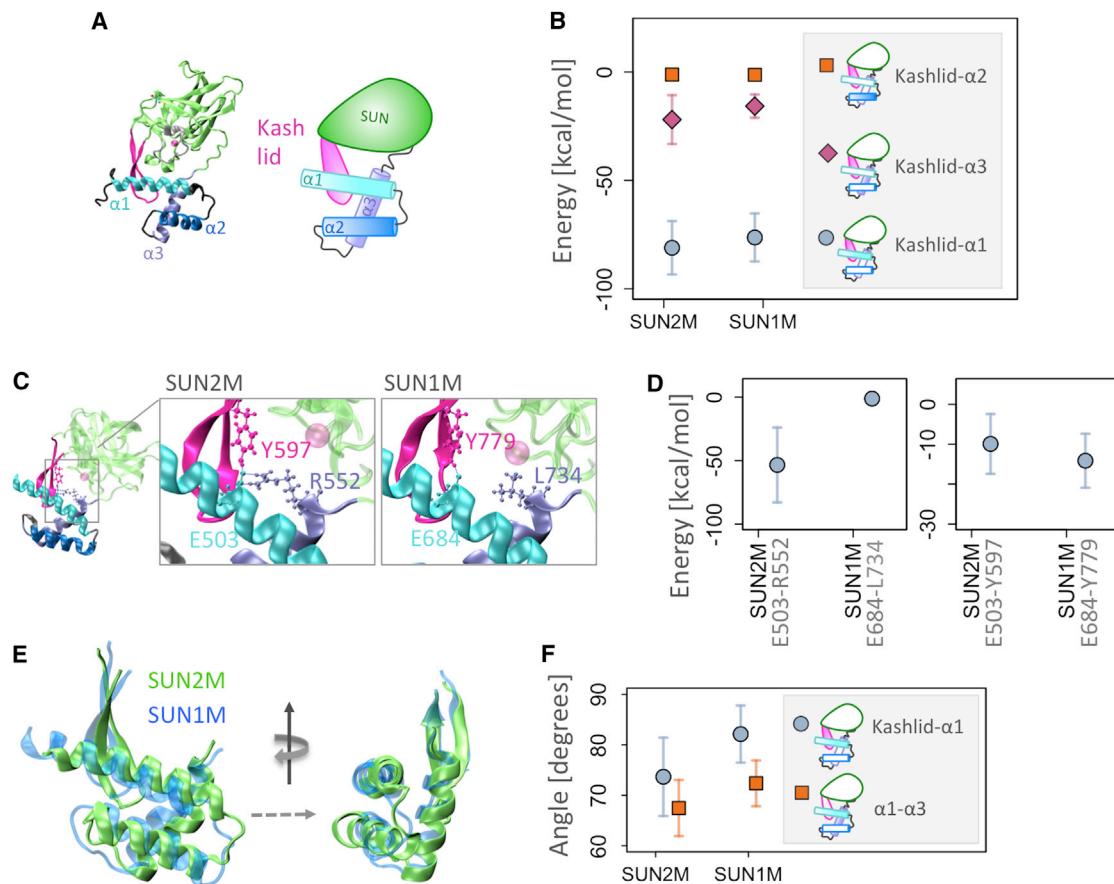 A
Kash
lid
SUN
α1
α3
α2
α1
α2
α3
B
Energy [kcal/mol]
0
-50
-100
SUN2M
SUN1M
Kashlid-α2
Kashlid-α3
Kashlid-α1
C
SUN2M
SUN1M
Y597
R552
E503
Y779
L734
E684
D
Energy [kcal/mol]
0
-50
-100
SUN2M
E503-R552
SUN1M
E684-L734
0
-10
-30
SUN2M
E503-Y597
SUN1M
E684-Y779
E
SUN2M
SUN1M
F
Angle [degrees]
90
80
70
60
SUN2M
SUN1M
Kashlid-α1
α1-α3